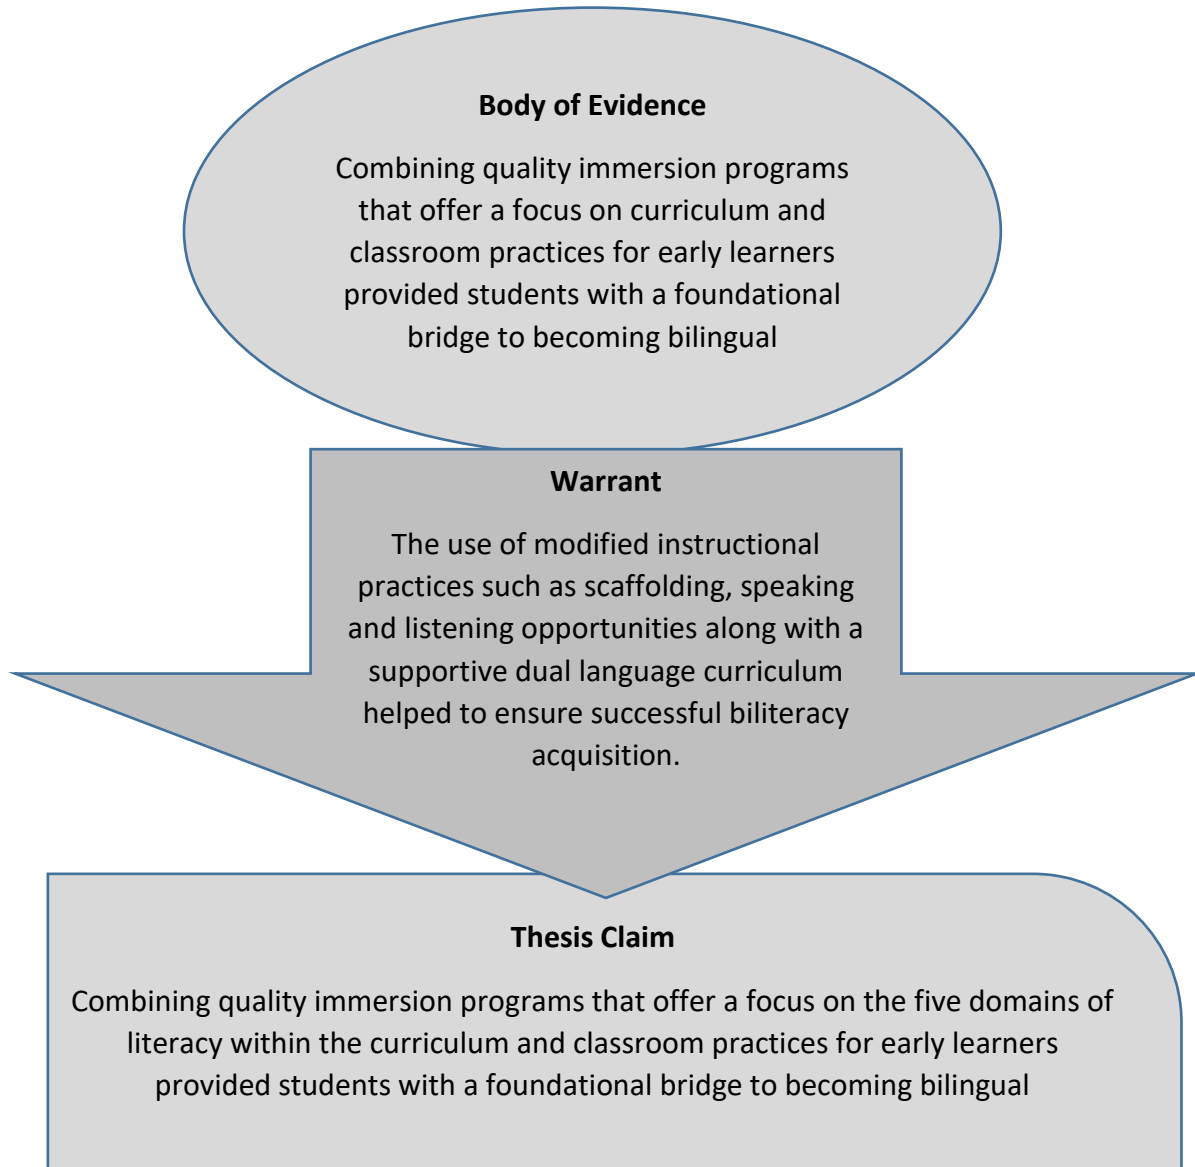 Body of Evidence
Combining quality immersion programs
that offer a focus on curriculum and
classroom practices for early learners
provided students with a foundational
bridge to becoming bilingual
Warrant
The use of modified instructional
practices such as scaffolding, speaking
and listening opportunities along with a
supportive dual language curriculum
helped to ensure successful biliteracy
acquisition.
Thesis Claim
Combining quality immersion programs that offer a focus on the five domains of
literacy within the curriculum and classroom practices for early learners
provided students with a foundational bridge to becoming bilingual